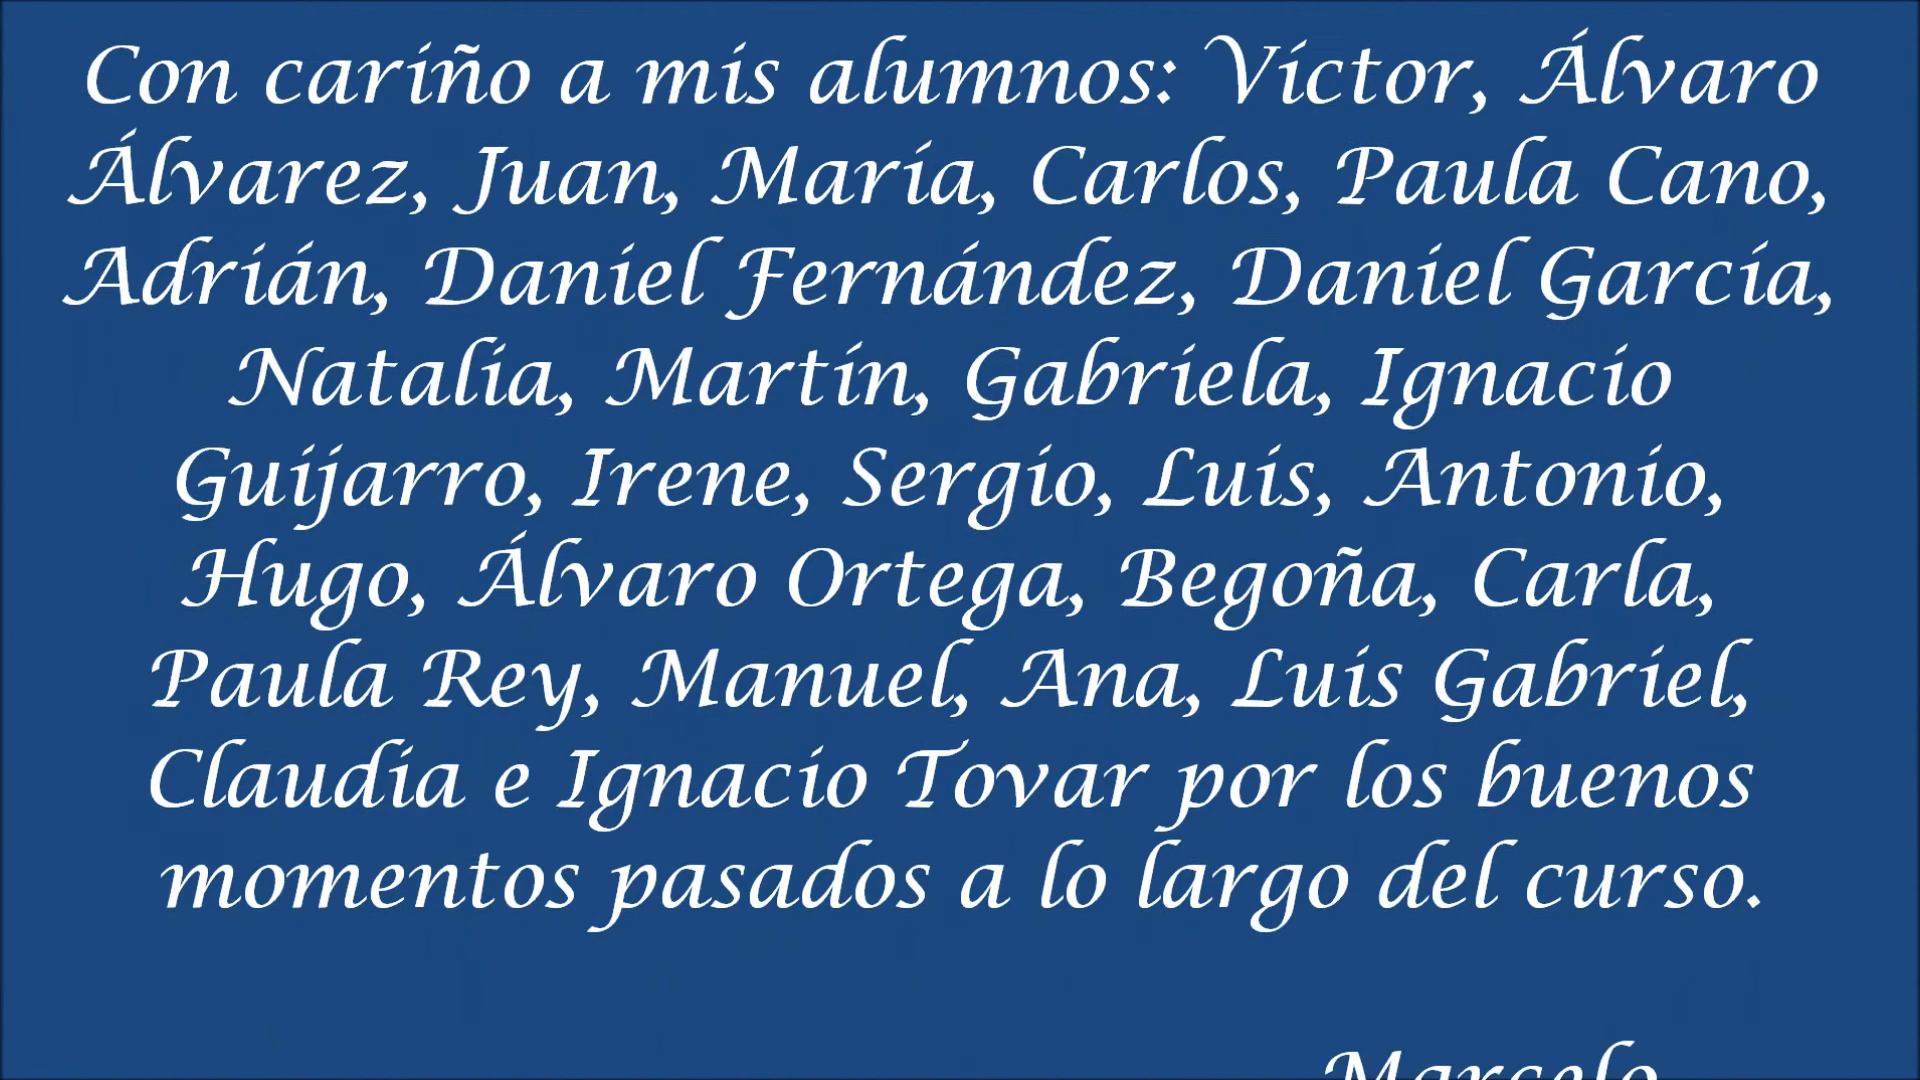 Con cariño a mis alumnos: Víctor, Álvaro
Álvarez, Juan, María, Carlos, Paula Cano,
Adrián, Daniel Fernández, Daniel García,
Natalia, Martín, Gabriela, Ignacio
Guijarro, Irene, Sergio, Luis, Antonio,
Hugo, Álvaro Ortega, Begoña, Carla,
Paula Rey, Manuel, Ana, Luis Gabriel,
Claudia e Ignacio Tovar por los buenos
momentos pasados a lo largo del curso.
Marcelo